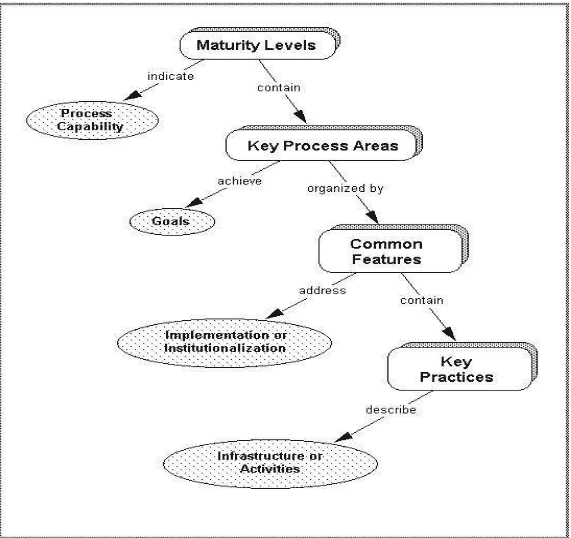 Maturity Levels
indicate
contain
Process
Capability
Key Process Areas
achieve
organized by
Goals
Common
Features
address
contain
Implementation or
Institutionalization
Key
Practices
describe
Infrastructure or
Activities